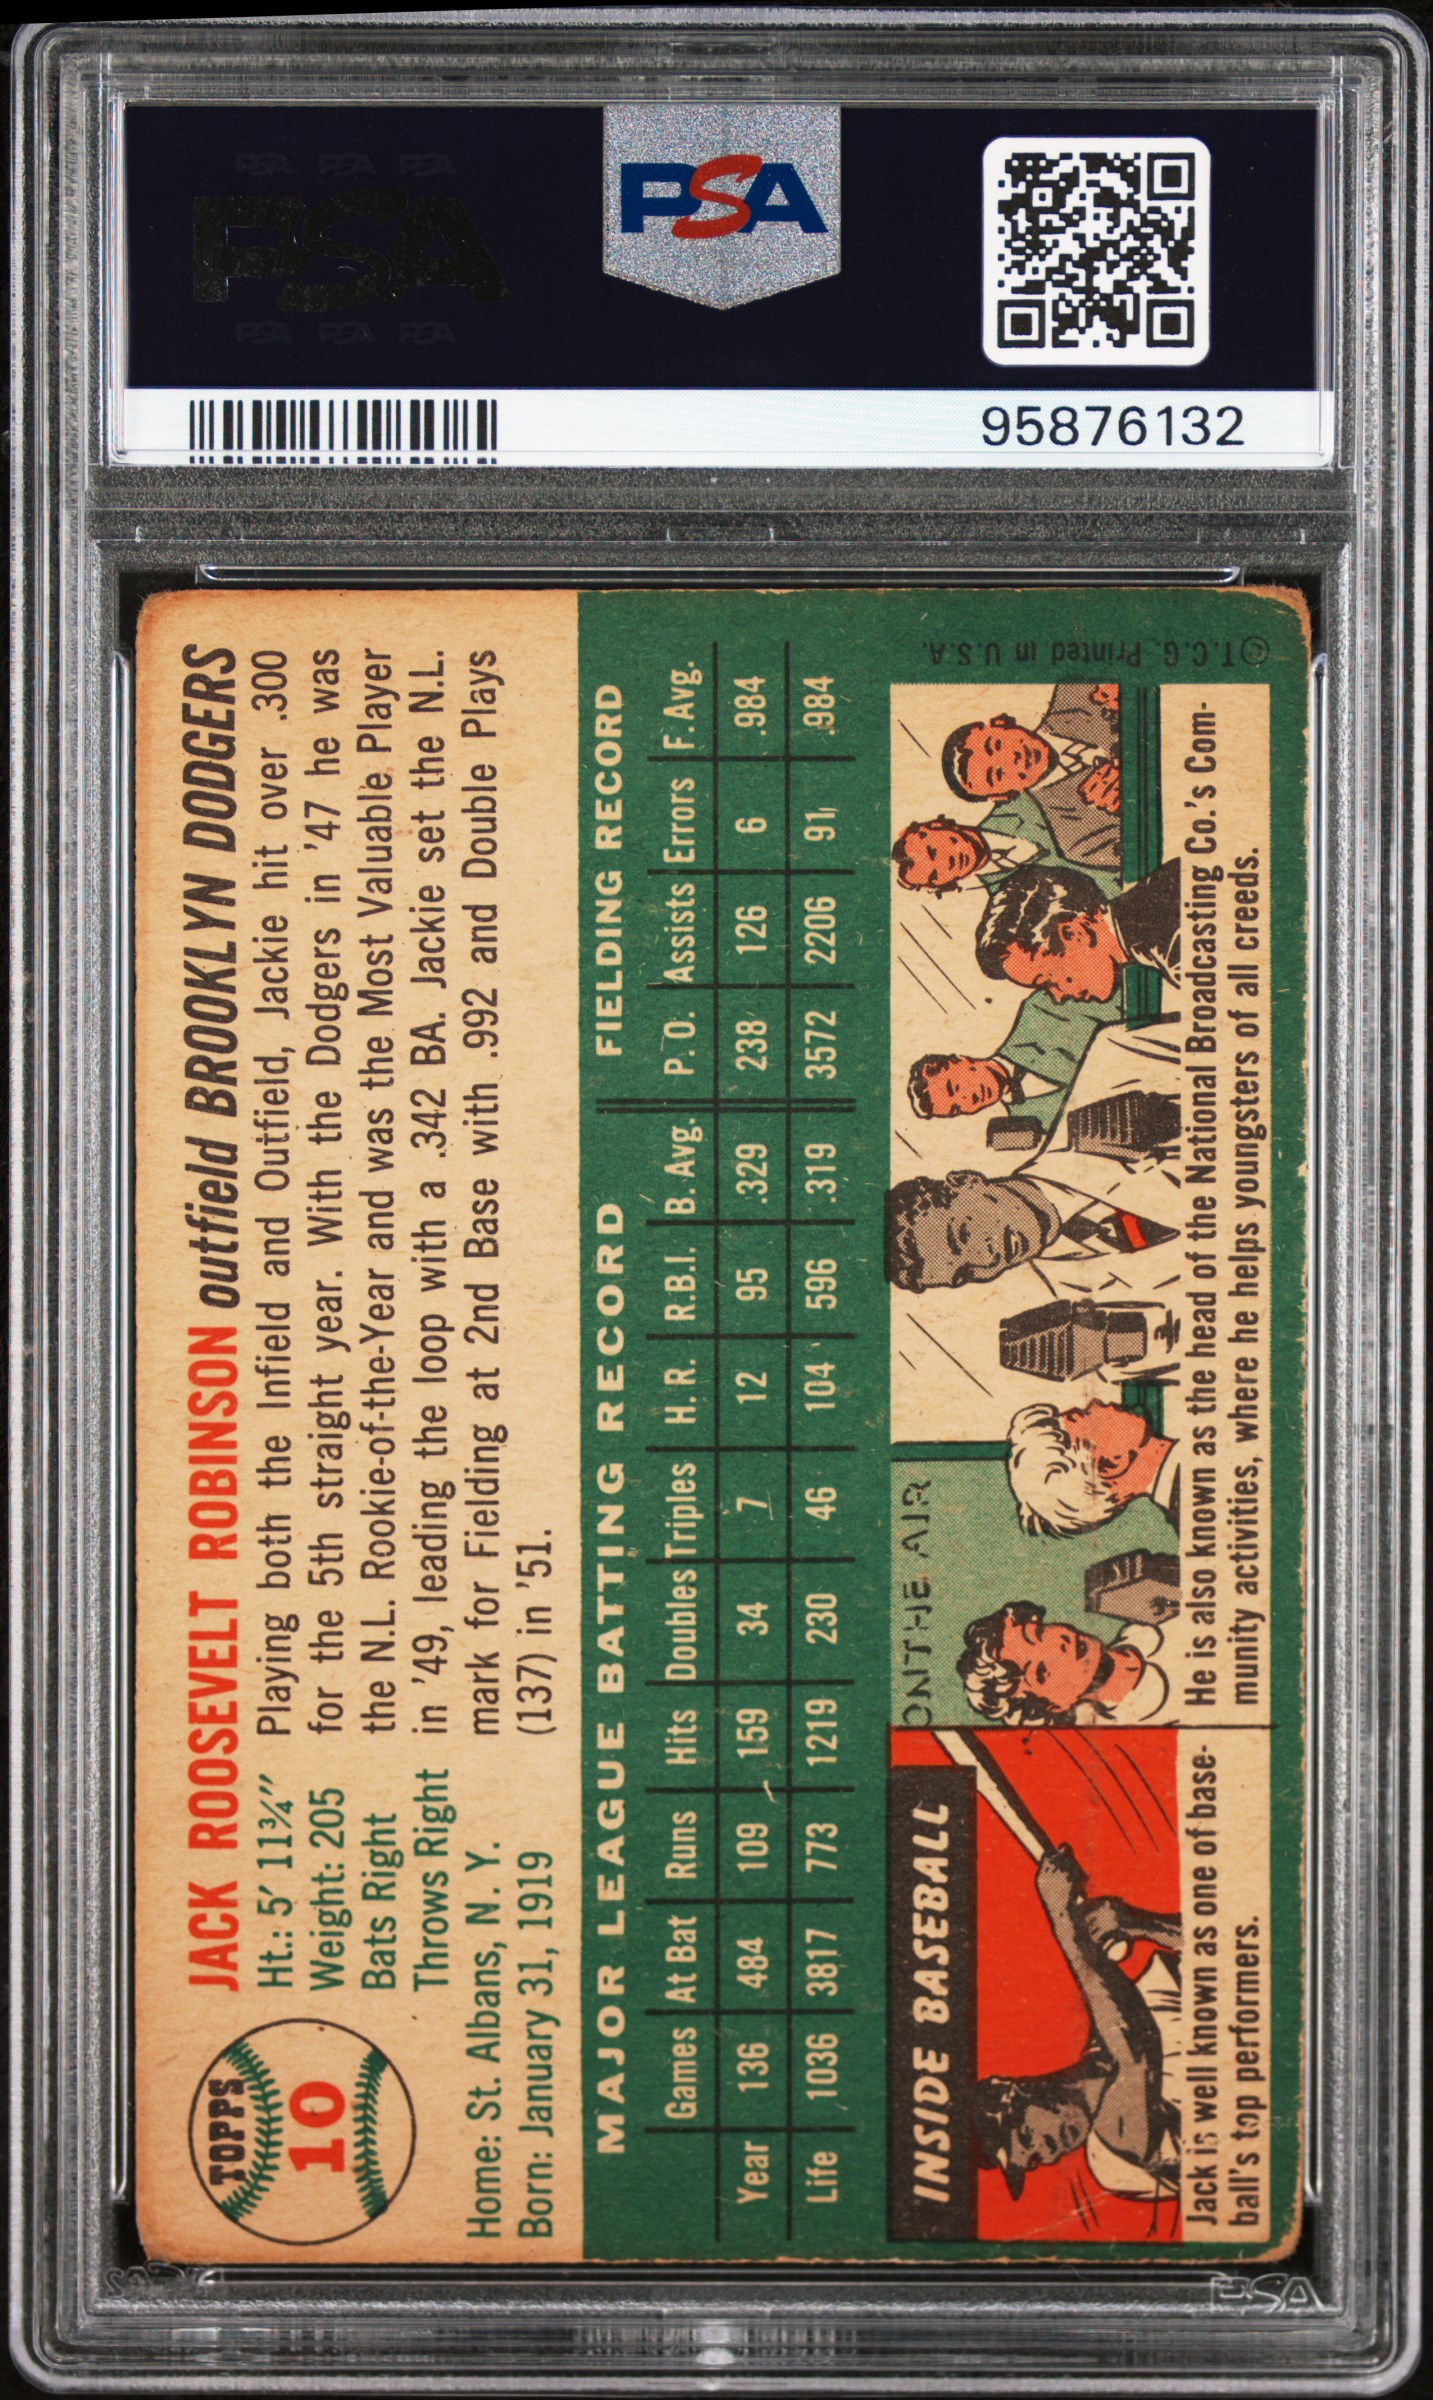 PSA PSA PSA
PSA
PSA PSA PSA
PSA
95876132
TOPPS
10
JACK ROOSEVELT ROBINSON outfield BROOKLYN DODGERS
Ht.: 5' 11¾"
Weight: 205
Bats Right
Throws Right
Home: St. Albans, N. Y.
Born: January 31, 1919
Playing both the Infield and Outfield, Jackie hit over .300
for the 5th straight year. With the Dodgers in '47 he was
the N.L. Rookie-of-the-Year and was the Most Valuable Player
in '49, leading the loop with a .342 BA. Jackie set the N.L.
mark for Fielding at 2nd Base with .992 and Double Plays
(137) in '51.
MAJOR LEAGUE BATTING RECORD FIELDING RECORD
Games At Bat Runs Hits Doubles Triples H. R. R.B.I. B. Avg. P. O. Assists Errors F. Avg.
Year 136 484 109 159 34 7 12 95 .329 238 126 6 .984
Life 1036 3817 773 1219 230 46 104 596 .319 3572 2206 91 .984
INSIDE BASEBALL
ON THE AIR
Jack is well known as one of base-
ball's top performers.
He is also known as the head of the National Broadcasting Co.'s Com-
munity activities, where he helps youngsters of all creeds.
© T.C.G. Printed in U.S.A.
PSA